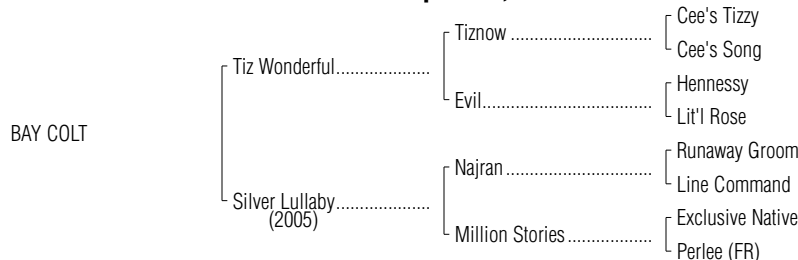 Cee's Tizzy
Tiznow ................................
Cee's Song
Tiz Wonderful.....................
Hennessy
Evil.......................................
Lit'l Rose
BAY COLT
Runaway Groom
Najran .................................
Line Command
Silver Lullaby.....................
(2005)
Exclusive Native
Million Stories...................
Perlee (FR)